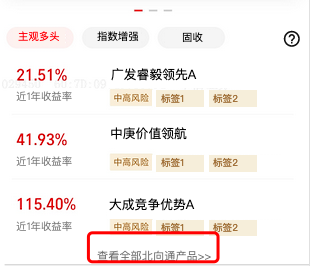 主观多头 指数增强 固收 ?
21.51% 广发睿毅领先A
近1年收益率 中高风险 标签1 标签2
41.93% 中庚价值领航
近1年收益率 中高风险 标签1 标签2
115.40% 大成竞争优势A
近1年收益率 中高风险 标签1 标签2
查看全部北向通产品>>